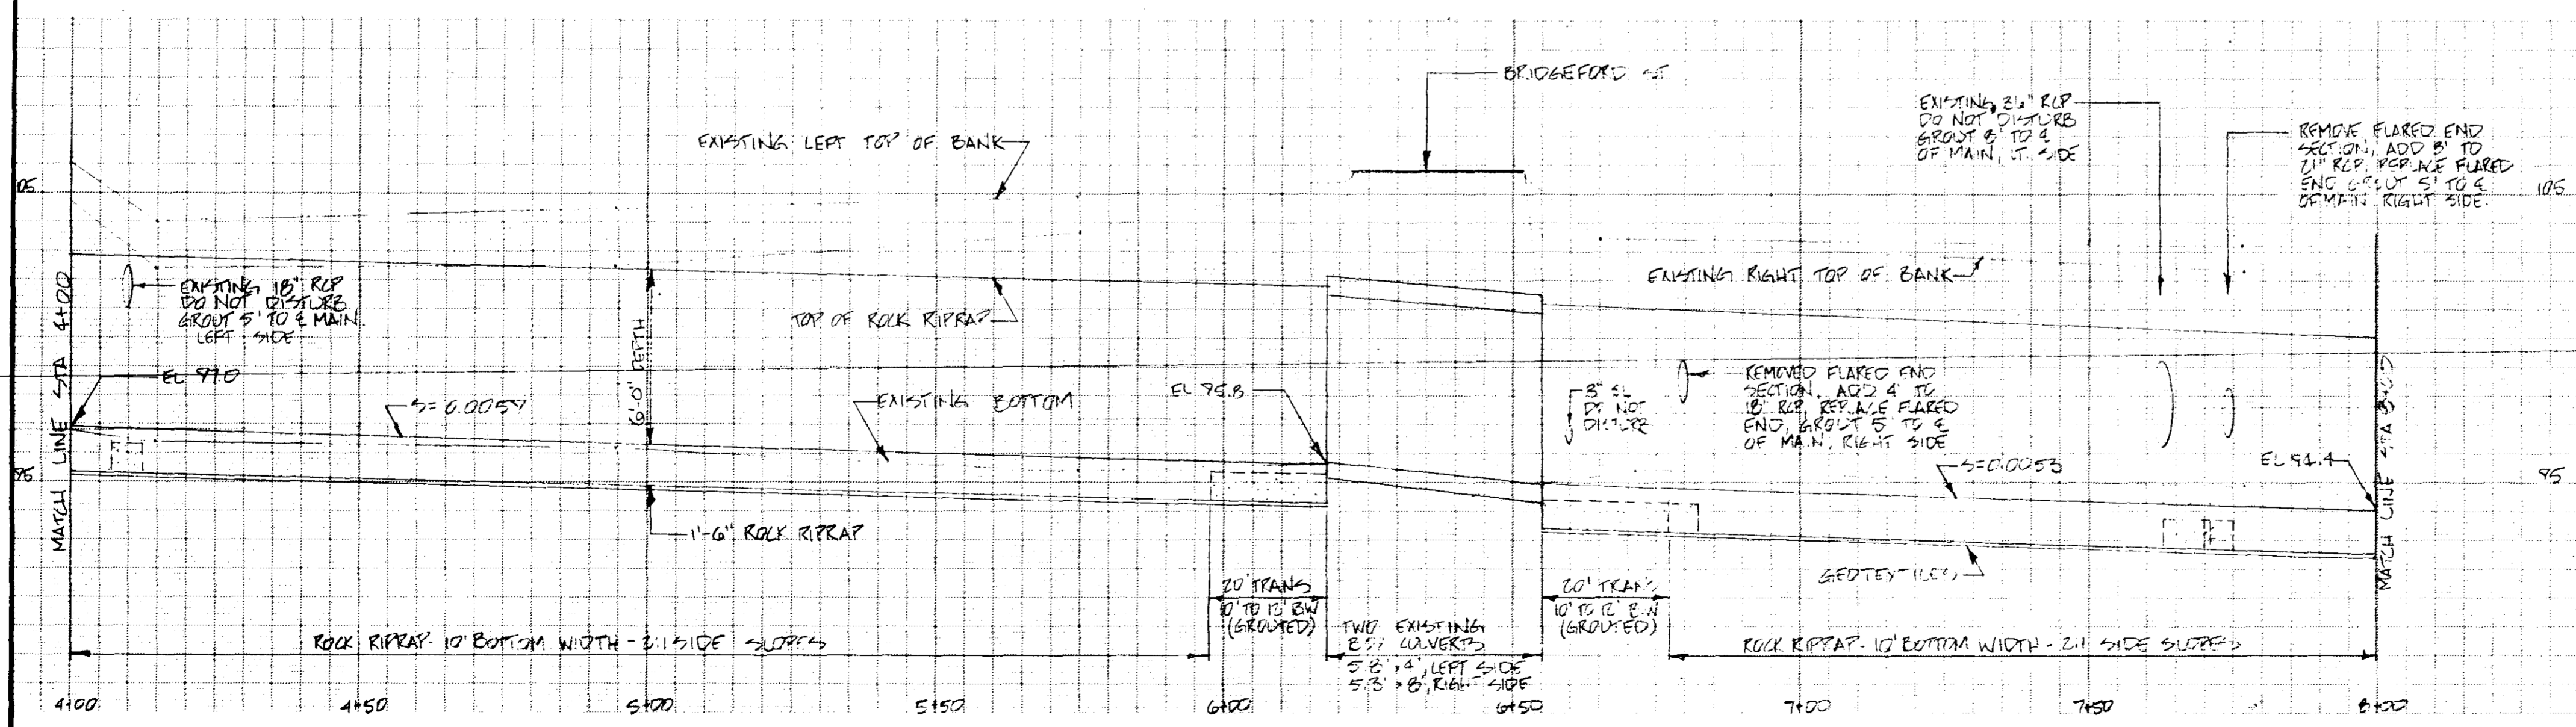 BRIDGEFORD ST
EXISTING LEFT TOP OF BANK
EXISTING 36" RCP
DO NOT DISTURB
GROUT 8' TO ℄
OF MAIN, LT. SIDE
REMOVE FLARED END
SECTION, ADD 8' TO
21" RCP, REPLACE FLARED
END GROUT 5' TO ℄
OF MAIN RIGHT SIDE.
05
105
EXISTING 18" RCP
DO NOT DISTURB
GROUT 5' TO ℄ MAIN
LEFT SIDE
EXISTING RIGHT TOP OF BANK
TOP OF ROCK RIPRAP
6'-0" DEPTH
MATCH LINE STA 4+00
EL 97.0
S=
EXISTING BOTTOM
EL 95.8
DO NOT
DISTURB
REMOVED FLARED END
SECTION, ADD 4' TO
18" RCP, REPLACE FLARED
END, GROUT 5' TO ℄
OF MAIN, RIGHT SIDE
S=0.0053
EL 94.4
MATCH LINE STA 8+00
95
95
1'-6" ROCK RIPRAP
GEOTEXTILES
20' TRANS
10' TO 12' BW
(GROUTED)
TWO EXISTING
CULVERTS
5.8' x 4', LEFT SIDE
5.3' x 8', RIGHT SIDE
20' TRANS
10' TO 12' B.W
(GROUTED)
ROCK RIPRAP- 10' BOTTOM WIDTH - 2:1 SIDE SLOPES
ROCK RIPRAP- 10' BOTTOM WIDTH - 2:1 SIDE SLOPES
4+00
4+50
5+00
5+50
6+00
6+50
7+00
7+50
8+00